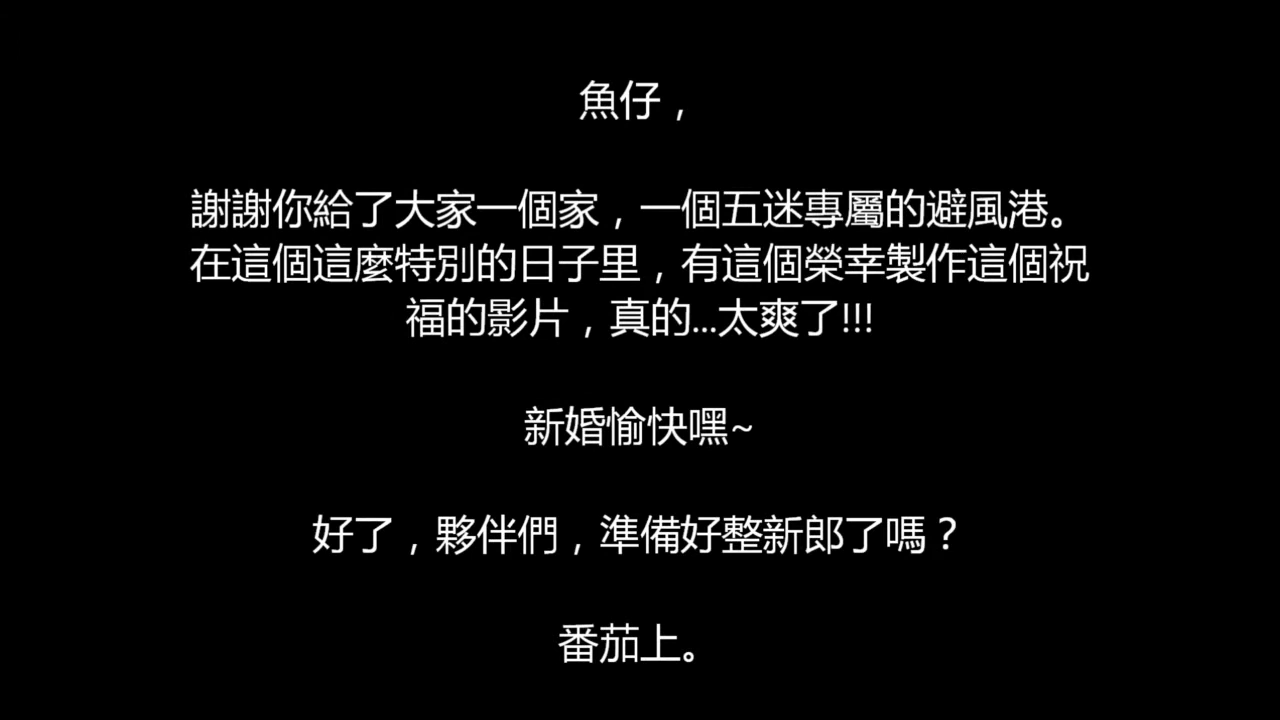 魚仔，
謝謝你給了大家一個家，一個五迷專屬的避風港。
在這個這麼特別的日子里，有這個榮幸製作這個祝
福的影片，真的...太爽了!!!
新婚愉快嘿~
好了，夥伴們，準備好整新郎了嗎？
番茄上。